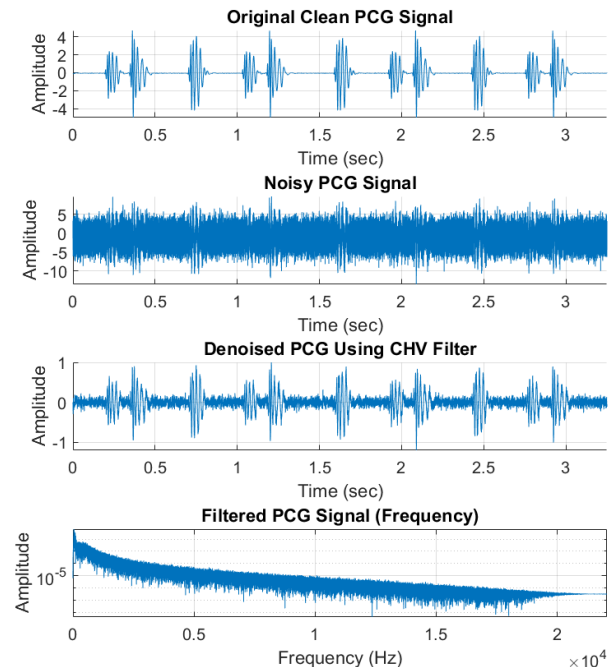 Original Clean PCG Signal
Amplitude
4
2
0
-2
-4
0 0.5 1 1.5 2 2.5 3
Time (sec)
Noisy PCG Signal
Amplitude
5
0
-5
-10
0 0.5 1 1.5 2 2.5 3
Time (sec)
Denoised PCG Using CHV Filter
Amplitude
1
0
-1
0 0.5 1 1.5 2 2.5 3
Time (sec)
Filtered PCG Signal (Frequency)
Amplitude
10⁻⁵
0.5 1 1.5 2
Frequency (Hz) ×10⁴